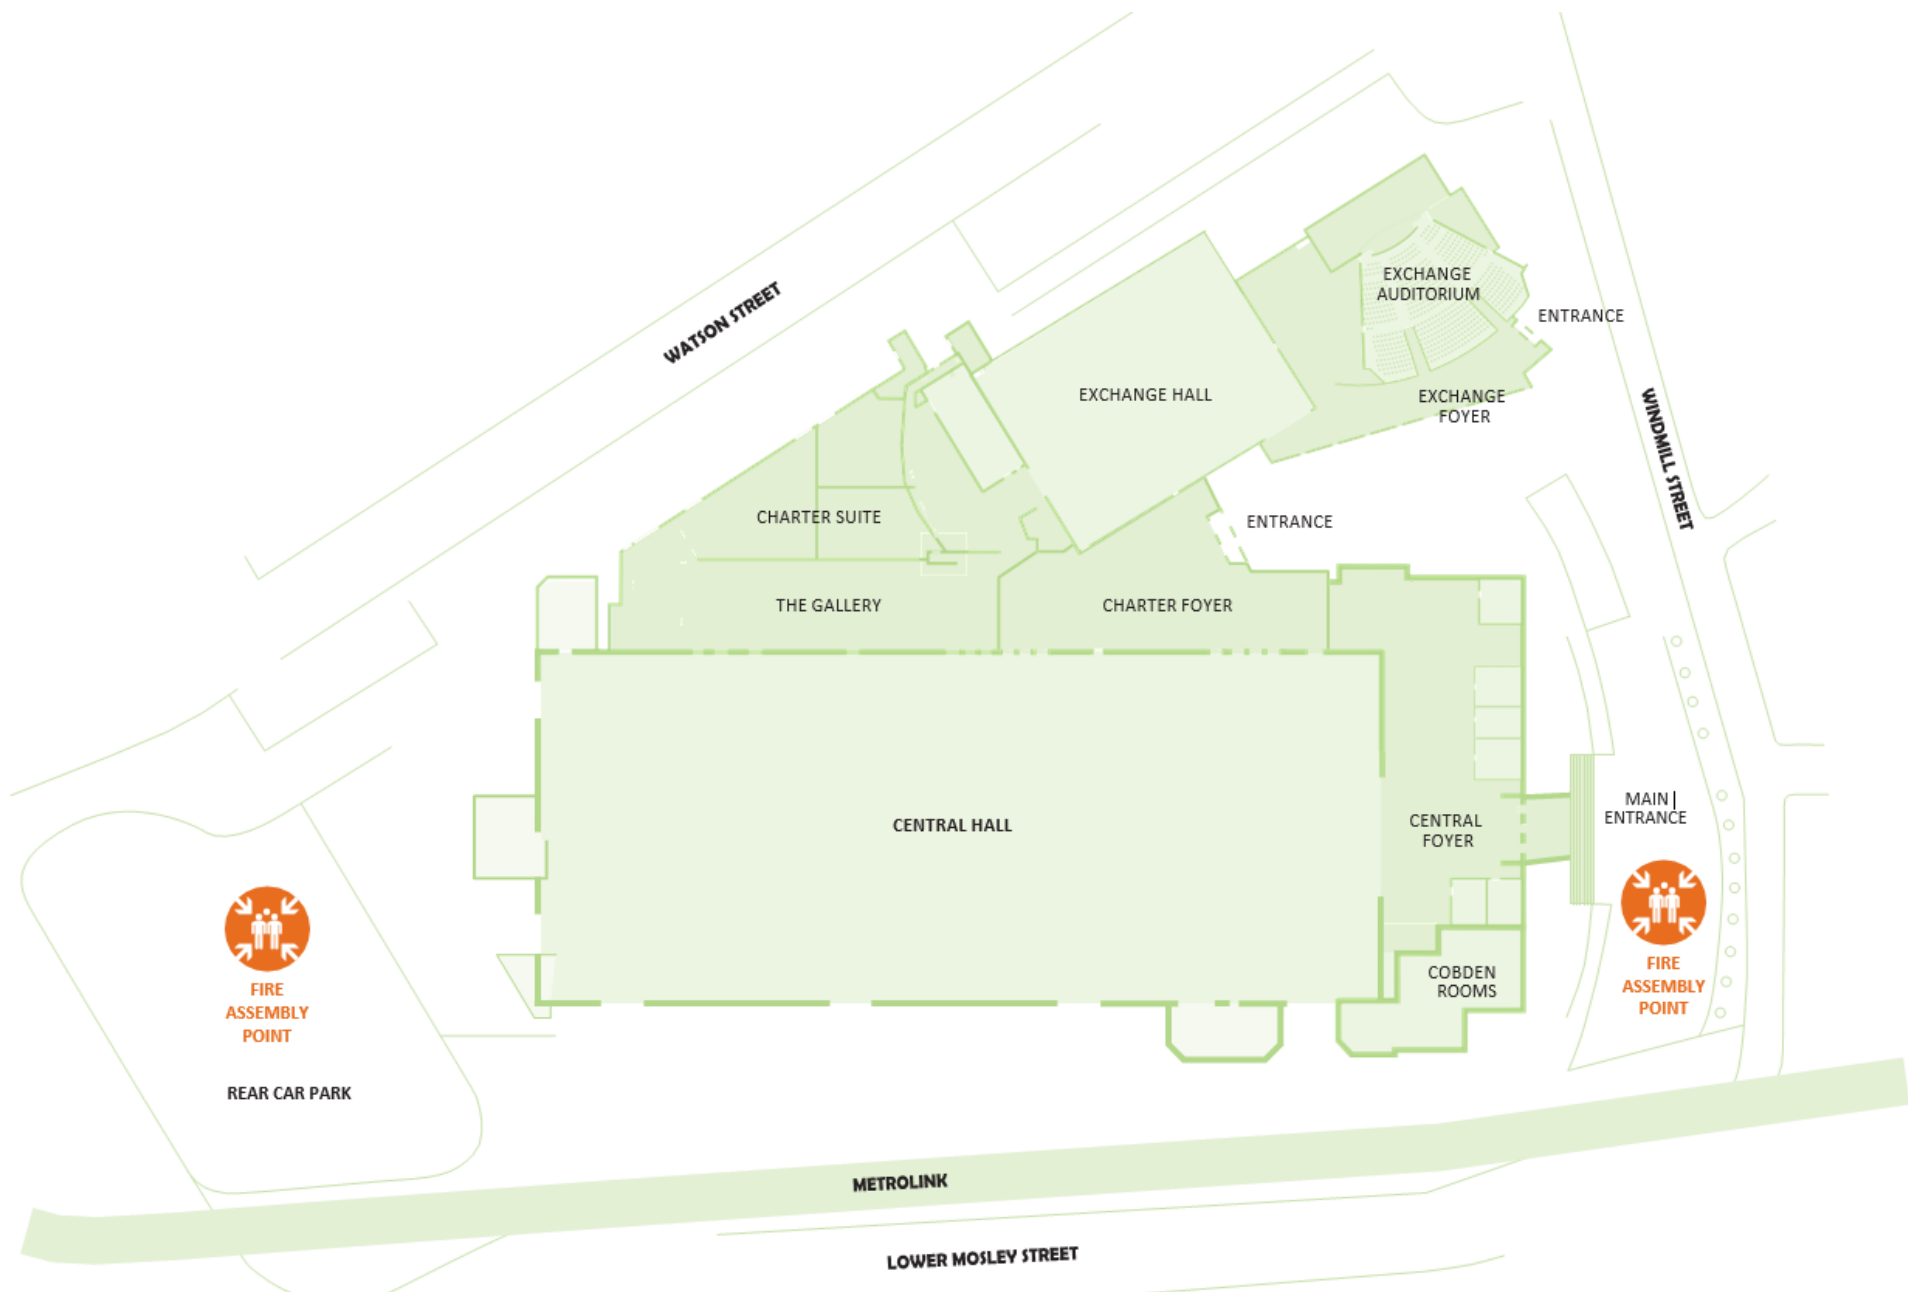 WATSON STREET
EXCHANGE
AUDITORIUM
ENTRANCE
EXCHANGE HALL
EXCHANGE
FOYER
WINDMILL STREET
CHARTER SUITE
ENTRANCE
THE GALLERY
CHARTER FOYER
MAIN |
ENTRANCE
CENTRAL HALL
CENTRAL
FOYER
COBDEN
ROOMS
FIRE
ASSEMBLY
POINT
FIRE
ASSEMBLY
POINT
REAR CAR PARK
METROLINK
LOWER MOSLEY STREET